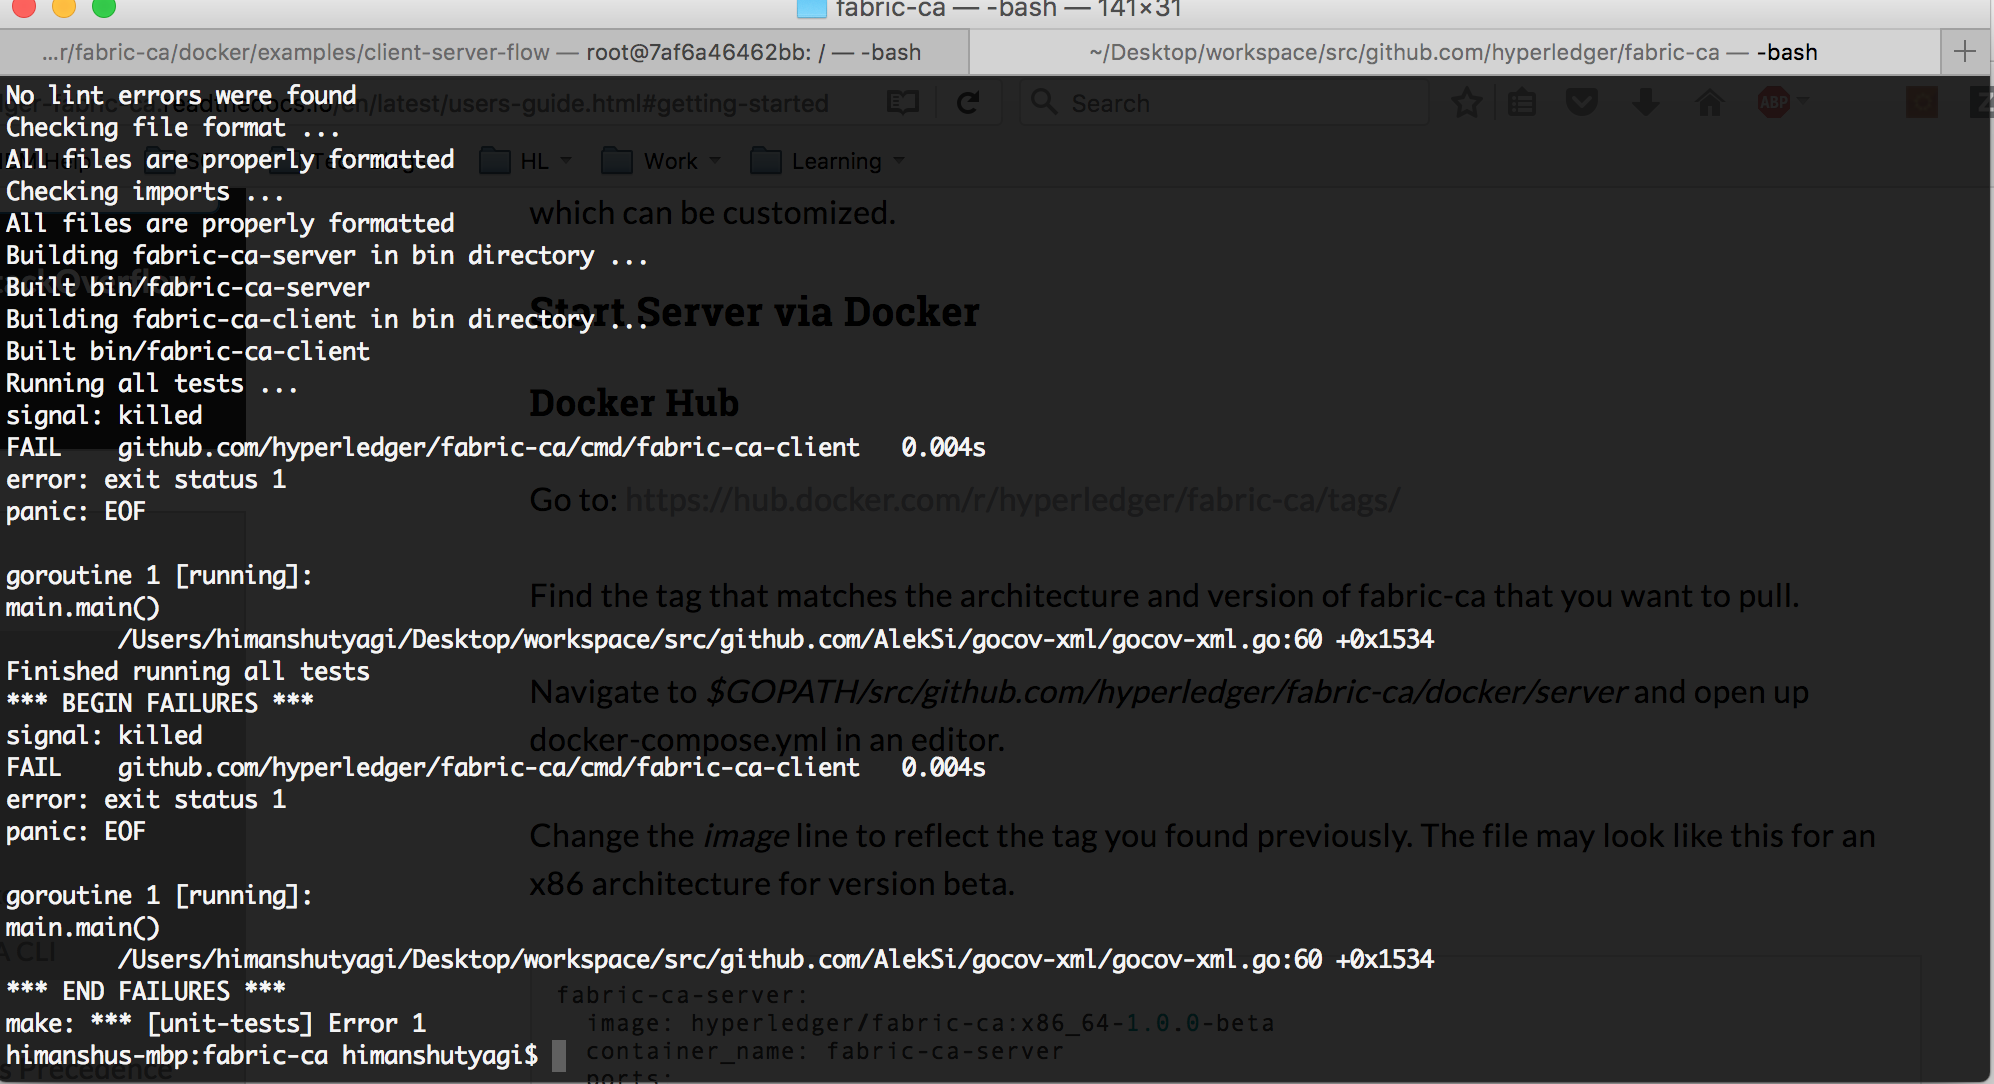 fabric-ca — -bash — 141×31
...r/fabric-ca/docker/examples/client-server-flow — root@7af6a46462bb: / — -bash
~/Desktop/workspace/src/github.com/hyperledger/fabric-ca — -bash
No lint errors were found
Checking file format ...
All files are properly formatted
Checking imports ...
All files are properly formatted
Building fabric-ca-server in bin directory ...
Built bin/fabric-ca-server
Building fabric-ca-client in bin directory ...
Built bin/fabric-ca-client
Running all tests ...
signal: killed
FAIL github.com/hyperledger/fabric-ca/cmd/fabric-ca-client 0.004s
error: exit status 1
panic: EOF
goroutine 1 [running]:
main.main()
/Users/himanshutyagi/Desktop/workspace/src/github.com/AlekSi/gocov-xml/gocov-xml.go:60 +0x1534
Finished running all tests
*** BEGIN FAILURES ***
signal: killed
FAIL github.com/hyperledger/fabric-ca/cmd/fabric-ca-client 0.004s
error: exit status 1
panic: EOF
goroutine 1 [running]:
main.main()
/Users/himanshutyagi/Desktop/workspace/src/github.com/AlekSi/gocov-xml/gocov-xml.go:60 +0x1534
*** END FAILURES ***
make: *** [unit-tests] Error 1
himanshus-mbp:fabric-ca himanshutyagi$
/latest/users-guide.html#getting-started
Search
ABP
HL
Work
Learning
which can be customized.
Start Server via Docker
Docker Hub
Go to: https://hub.docker.com/r/hyperledger/fabric-ca/tags/
Find the tag that matches the architecture and version of fabric-ca that you want to pull.
Navigate to $GOPATH/src/github.com/hyperledger/fabric-ca/docker/server and open up
docker-compose.yml in an editor.
Change the image line to reflect the tag you found previously. The file may look like this for an
x86 architecture for version beta.
fabric-ca-server:
image: hyperledger/fabric-ca:x86_64-1.0.0-beta
container_name: fabric-ca-server
ports:
CLI
Precedence